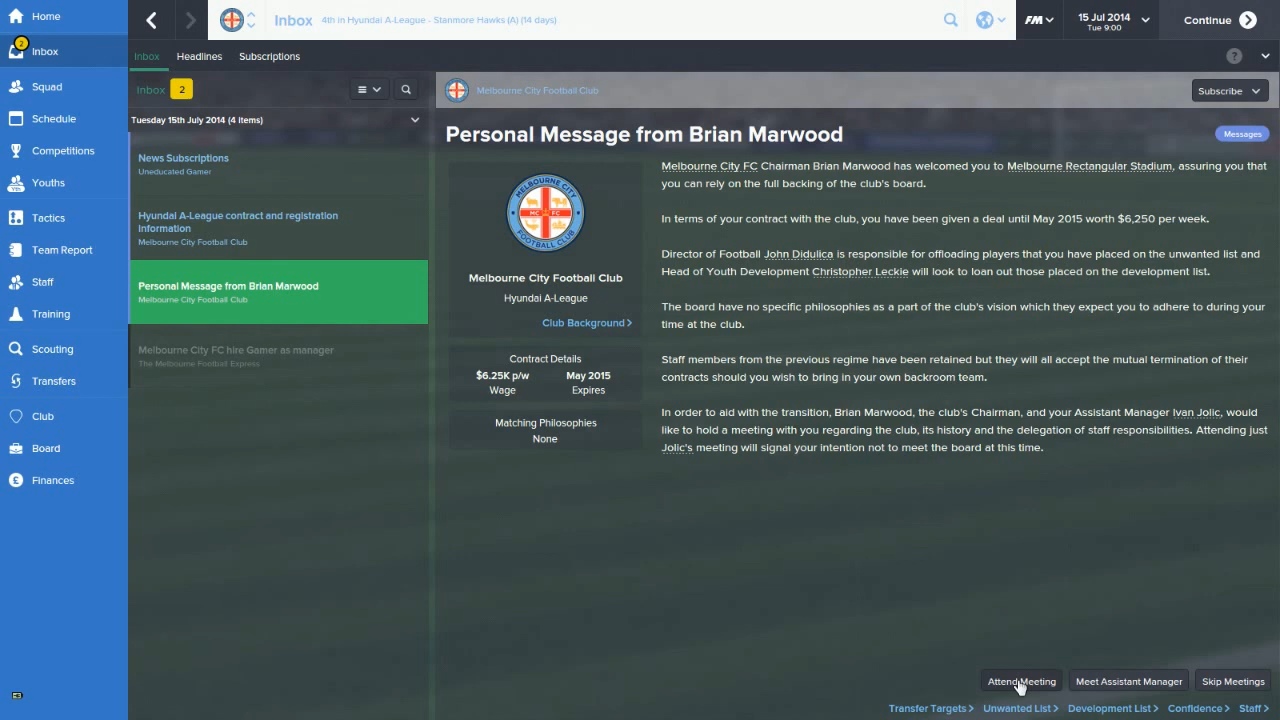 Home
Inbox 4th in Hyundai A-League - Stanmore Hawks (A) (14 days)
FM
15 Jul 2014
Tue 9:00
Continue
2
Inbox
Squad
Schedule
Competitions
Youths
Tactics
Team Report
Staff
Training
Scouting
Transfers
Club
Board
Finances
Inbox Headlines Subscriptions
?
Inbox 2
Tuesday 15th July 2014 (4 items)
News Subscriptions
Uneducated Gamer
Hyundai A-League contract and registration
Information
Melbourne City Football Club
Personal Message from Brian Marwood
Melbourne City Football Club
Melbourne City FC hire Gamer as manager
The Melbourne Football Express
Melbourne City Football Club
Subscribe
Personal Message from Brian Marwood
Messages
MELBOURNE CITY
MC FC
FOOTBALL CLUB
Melbourne City Football Club
Hyundai A-League
Club Background
Contract Details
$6.25K p/w May 2015
Wage Expires
Matching Philosophies
None
Melbourne City FC Chairman Brian Marwood has welcomed you to Melbourne Rectangular Stadium, assuring you that
you can rely on the full backing of the club's board.
In terms of your contract with the club, you have been given a deal until May 2015 worth $6,250 per week.
Director of Football John Didulica is responsible for offloading players that you have placed on the unwanted list and
Head of Youth Development Christopher Leckie will look to loan out those placed on the development list.
The board have no specific philosophies as a part of the club's vision which they expect you to adhere to during your
time at the club.
Staff members from the previous regime have been retained but they will all accept the mutual termination of their
contracts should you wish to bring in your own backroom team.
In order to aid with the transition, Brian Marwood, the club's Chairman, and your Assistant Manager Ivan Jolic, would
like to hold a meeting with you regarding the club, its history and the delegation of staff responsibilities. Attending just
Jolic's meeting will signal your intention not to meet the board at this time.
Attend Meeting Meet Assistant Manager Skip Meetings
Transfer Targets Unwanted List Development List Confidence Staff